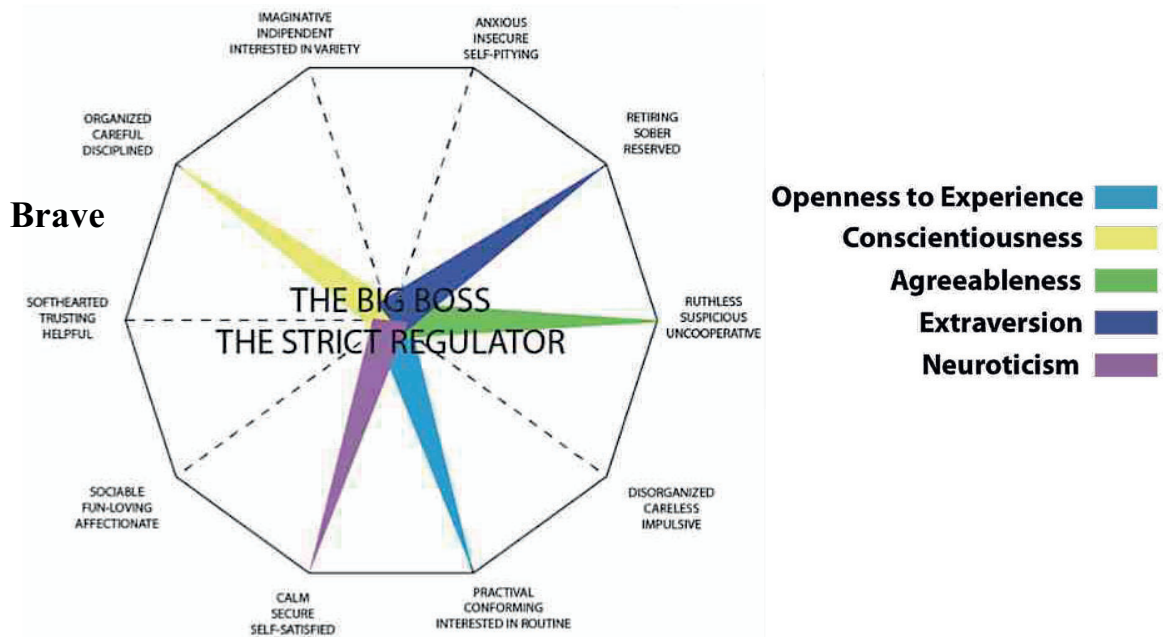 IMAGINATIVE
INDIPENDENT
INTERESTED IN VARIETY
ANXIOUS
INSECURE
SELF-PITYING
ORGANIZED
CAREFUL
DISCIPLINED
RETIRING
SOBER
RESERVED
Brave
SOFTHEARTED
TRUSTING
HELPFUL
THE BIG BOSS
THE STRICT REGULATOR
RUTHLESS
SUSPICIOUS
UNCOOPERATIVE
SOCIABLE
FUN-LOVING
AFFECTIONATE
DISORGANIZED
CARELESS
IMPULSIVE
CALM
SECURE
SELF-SATISFIED
PRACTIVAL
CONFORMING
INTERESTED IN ROUTINE
Openness to Experience
Conscientiousness
Agreeableness
Extraversion
Neuroticism